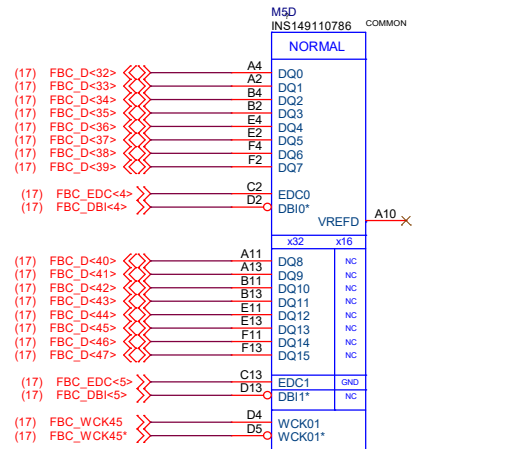 M5D
INS149110786 COMMON
NORMAL
(17) FBC_D<32> A4 DQ0
(17) FBC_D<33> A2 DQ1
(17) FBC_D<34> B4 DQ2
(17) FBC_D<35> B2 DQ3
(17) FBC_D<36> E4 DQ4
(17) FBC_D<37> E2 DQ5
(17) FBC_D<38> F4 DQ6
(17) FBC_D<39> F2 DQ7
(17) FBC_EDC<4> C2 EDC0
(17) FBC_DBI<4> D2 DBI0*
VREFD A10
x32 x16
(17) FBC_D<40> A11 DQ8 NC
(17) FBC_D<41> A13 DQ9 NC
(17) FBC_D<42> B11 DQ10 NC
(17) FBC_D<43> B13 DQ11 NC
(17) FBC_D<44> E11 DQ12 NC
(17) FBC_D<45> E13 DQ13 NC
(17) FBC_D<46> F11 DQ14 NC
(17) FBC_D<47> F13 DQ15 NC
(17) FBC_EDC<5> C13 EDC1 GND
(17) FBC_DBI<5> D13 DBI1* NC
(17) FBC_WCK45 D4 WCK01
(17) FBC_WCK45* D5 WCK01*